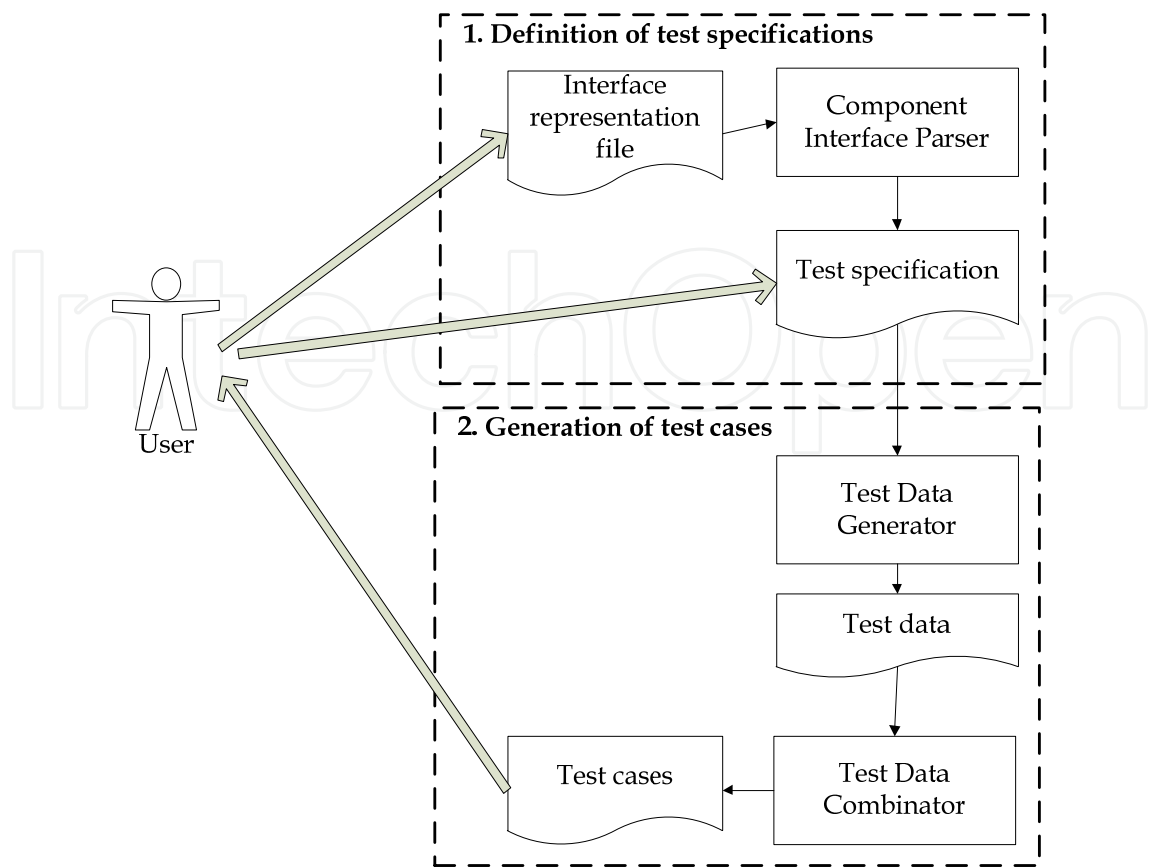 1. Definition of test specifications
Interface
representation
file
Component
Interface Parser
Test specification
User
2. Generation of test cases
Test Data
Generator
Test data
Test cases
Test Data
Combinator
IntechOpen